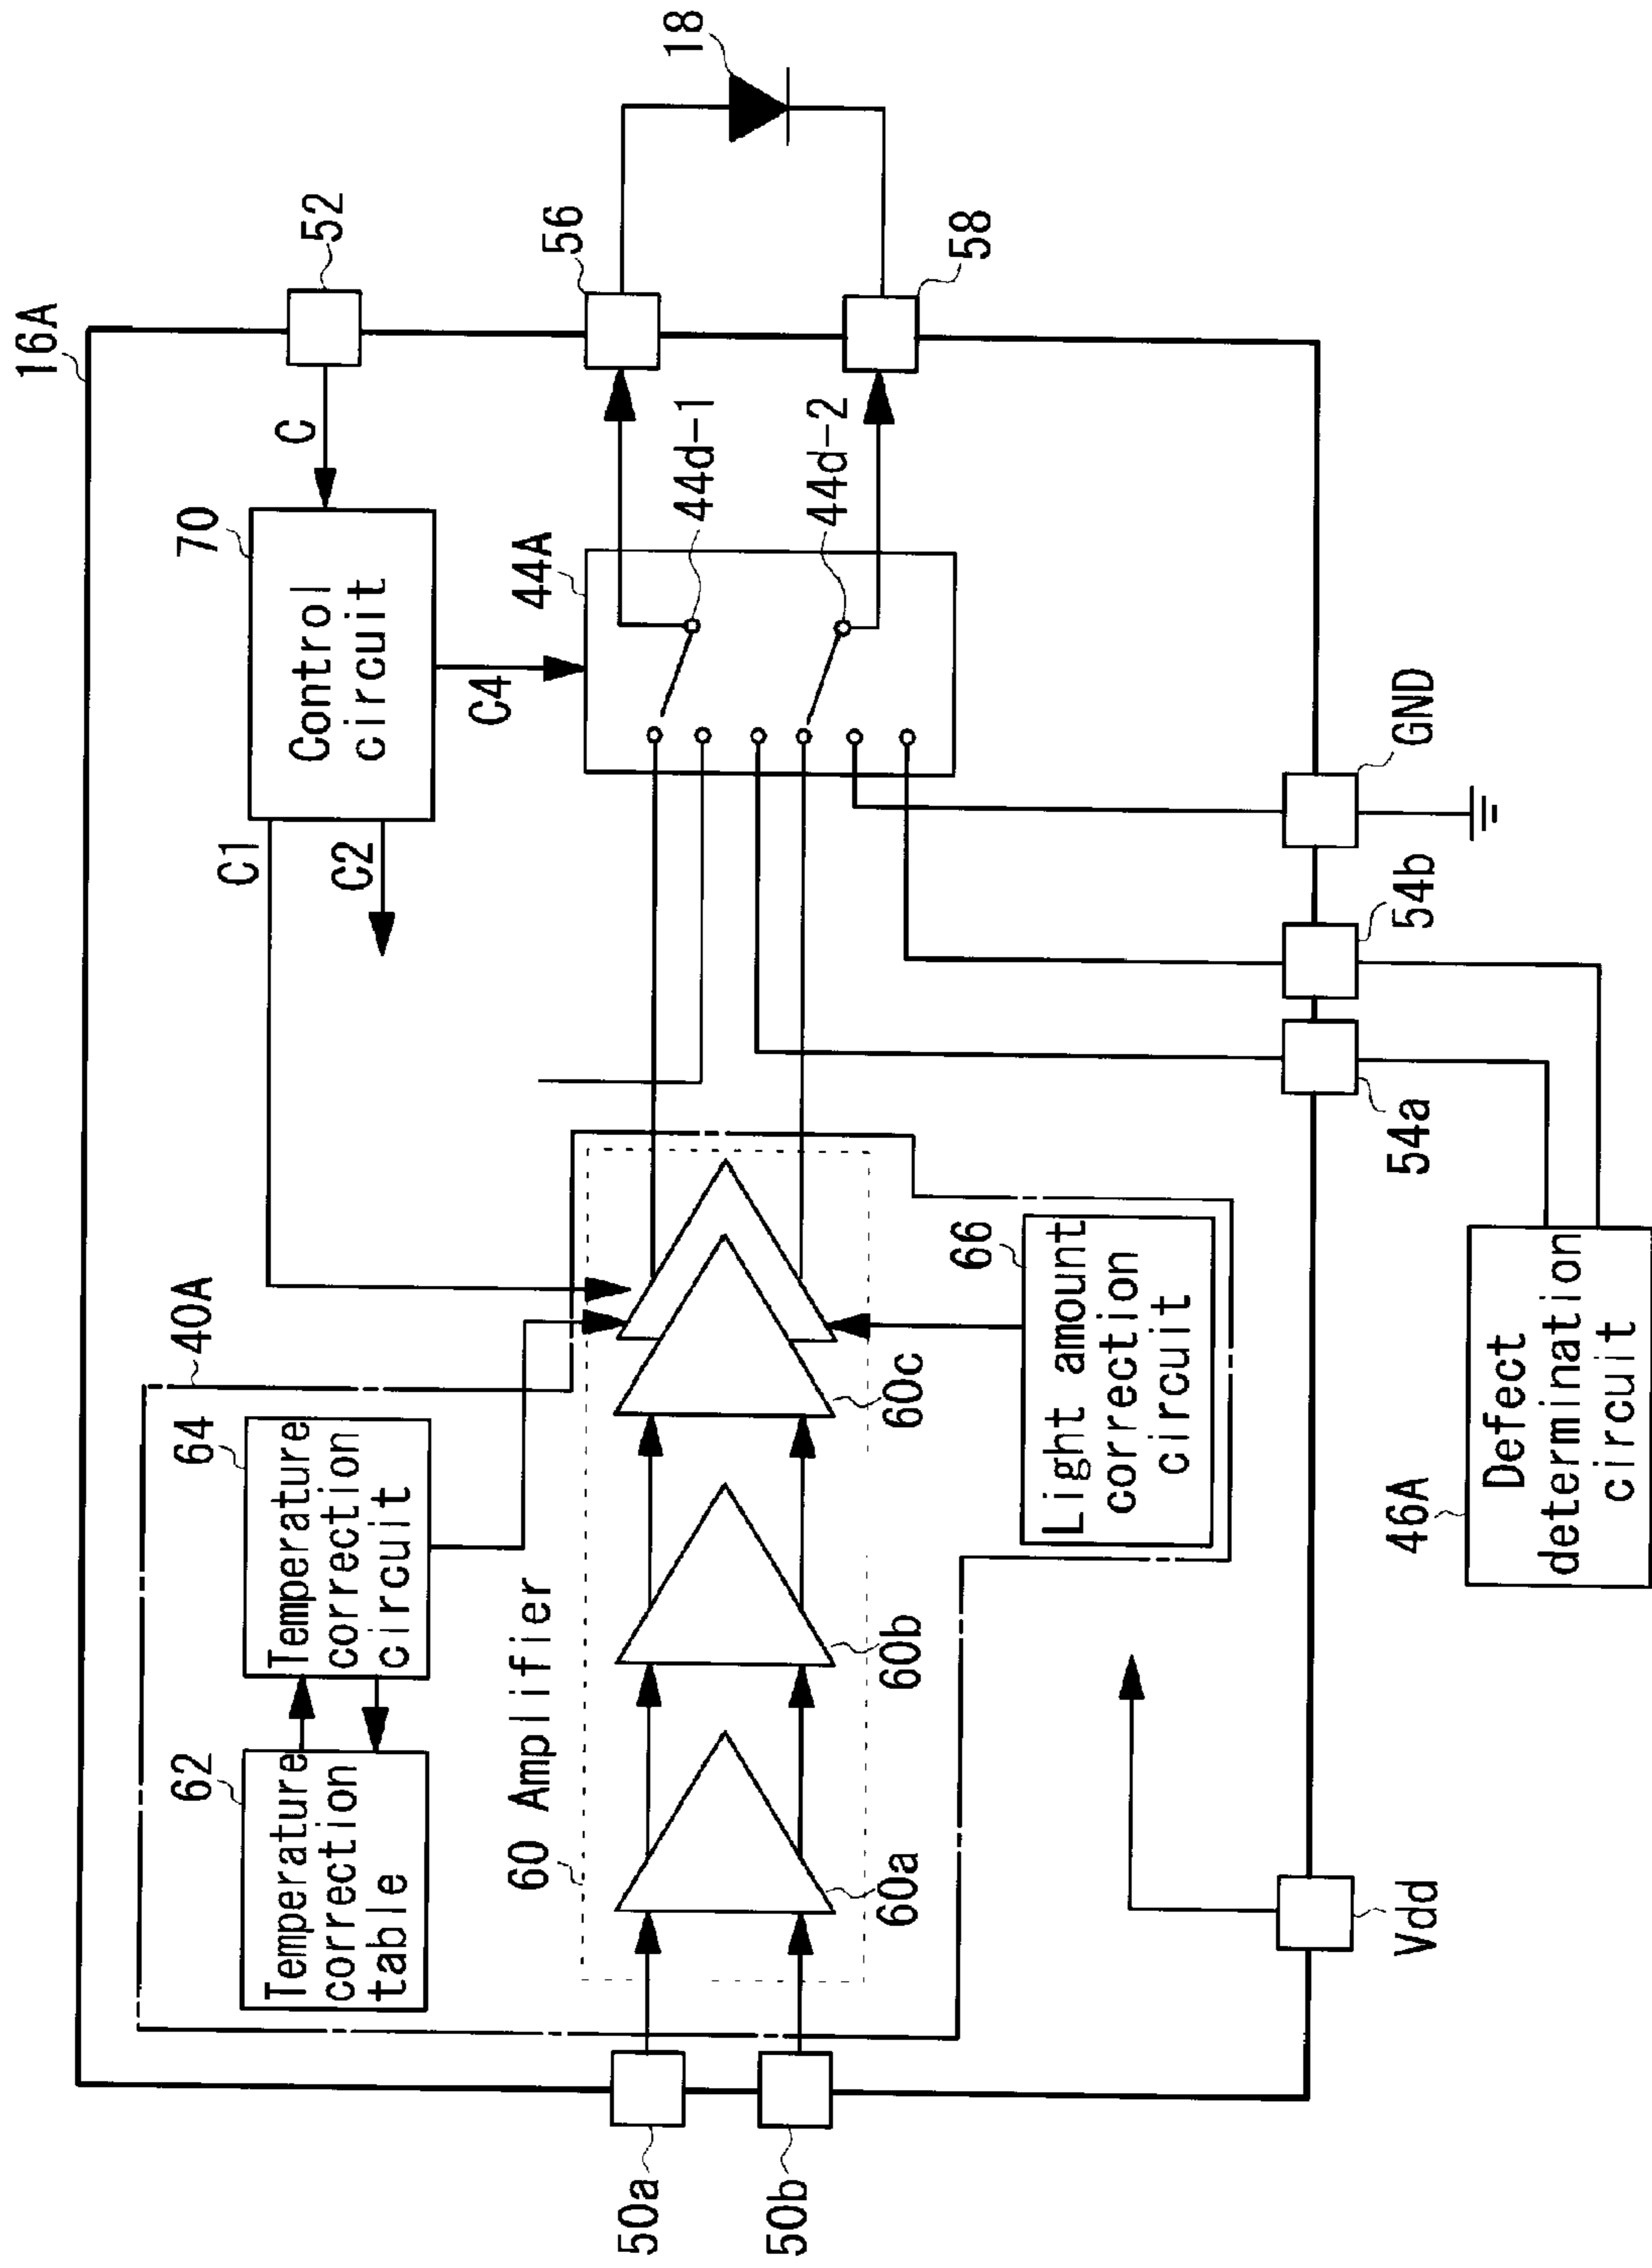 16A
52
C
70
Control
circuit
C1
C2
C4
44A
56
18
44d-1
44d-2
58
40A
62
Temperature
correction
table
64
Temperature
correction
circuit
60 Amplifier
60a
60b
60c
66
Light amount
correction
circuit
50a
50b
Vdd
54a
54b
GND
46A
Defect
determination
circuit